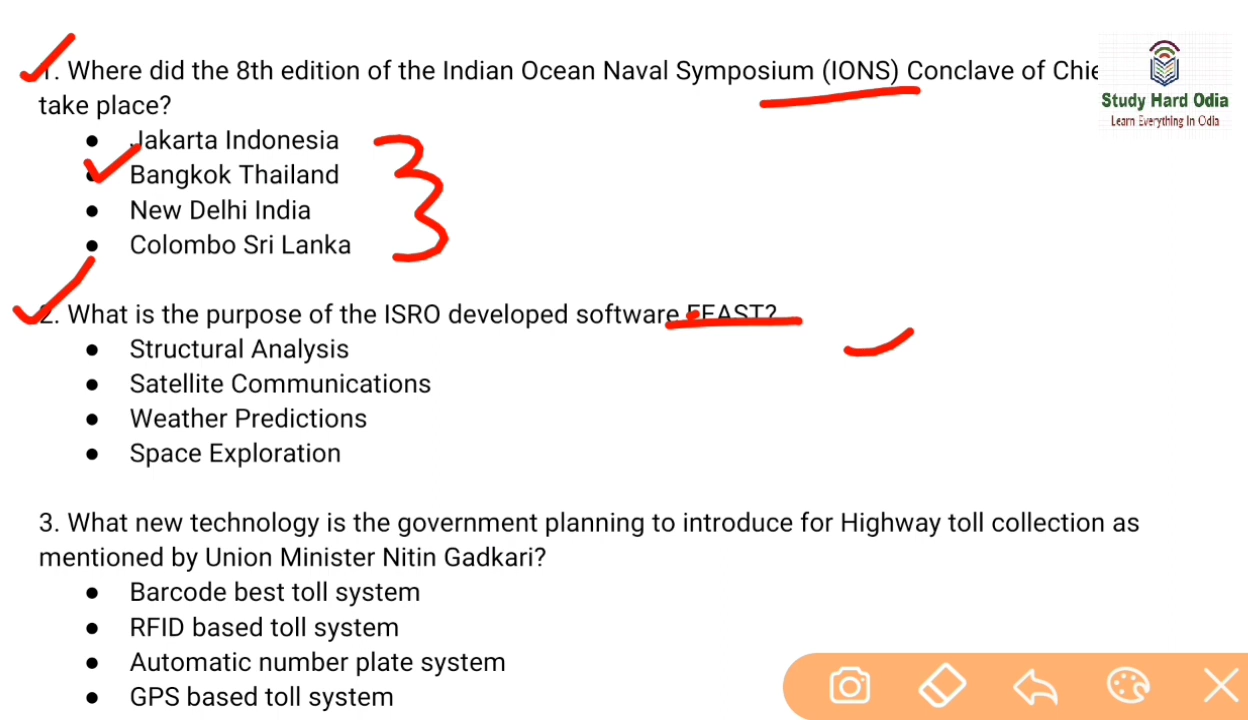 1. Where did the 8th edition of the Indian Ocean Naval Symposium (IONS) Conclave of Chie
take place?
• Jakarta Indonesia
• Bangkok Thailand
• New Delhi India
• Colombo Sri Lanka
2. What is the purpose of the ISRO developed software FEAST?
• Structural Analysis
• Satellite Communications
• Weather Predictions
• Space Exploration
3. What new technology is the government planning to introduce for Highway toll collection as
mentioned by Union Minister Nitin Gadkari?
• Barcode best toll system
• RFID based toll system
• Automatic number plate system
• GPS based toll system
Study Hard Odia
Learn Everything In Odia